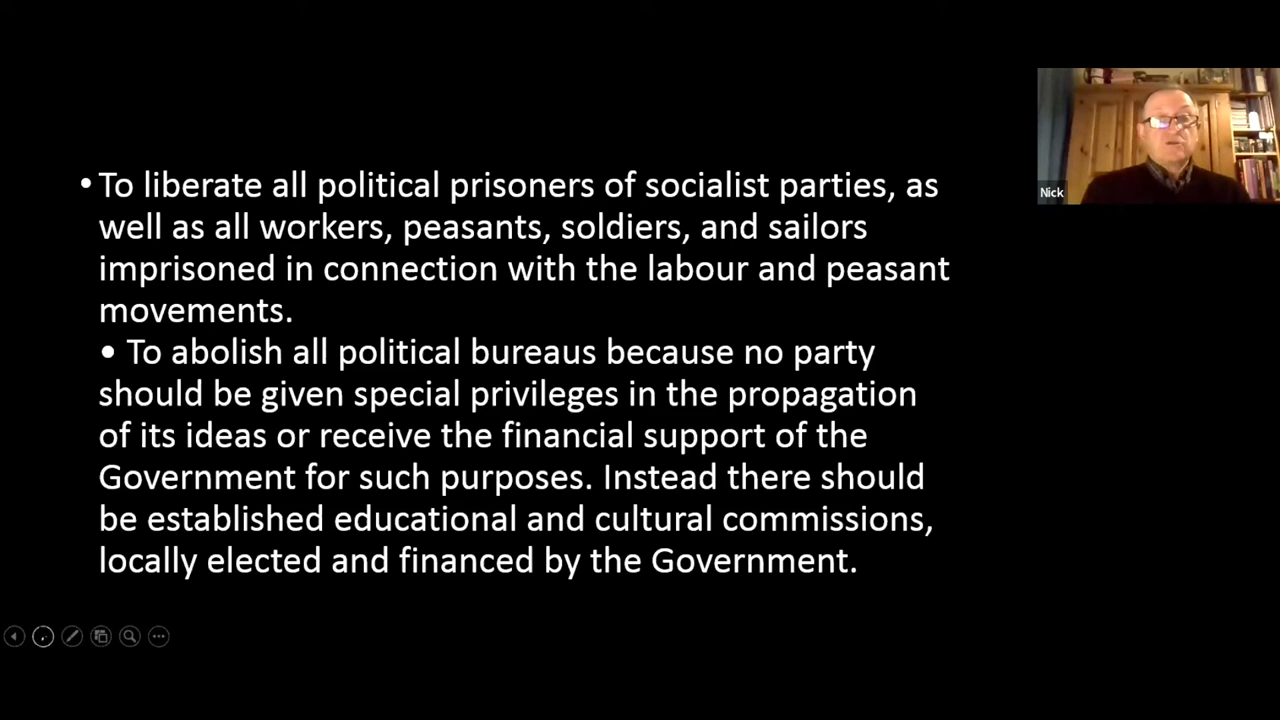 • To liberate all political prisoners of socialist parties, as
well as all workers, peasants, soldiers, and sailors
imprisoned in connection with the labour and peasant
movements.
• To abolish all political bureaus because no party
should be given special privileges in the propagation
of its ideas or receive the financial support of the
Government for such purposes. Instead there should
be established educational and cultural commissions,
locally elected and financed by the Government.
Nick